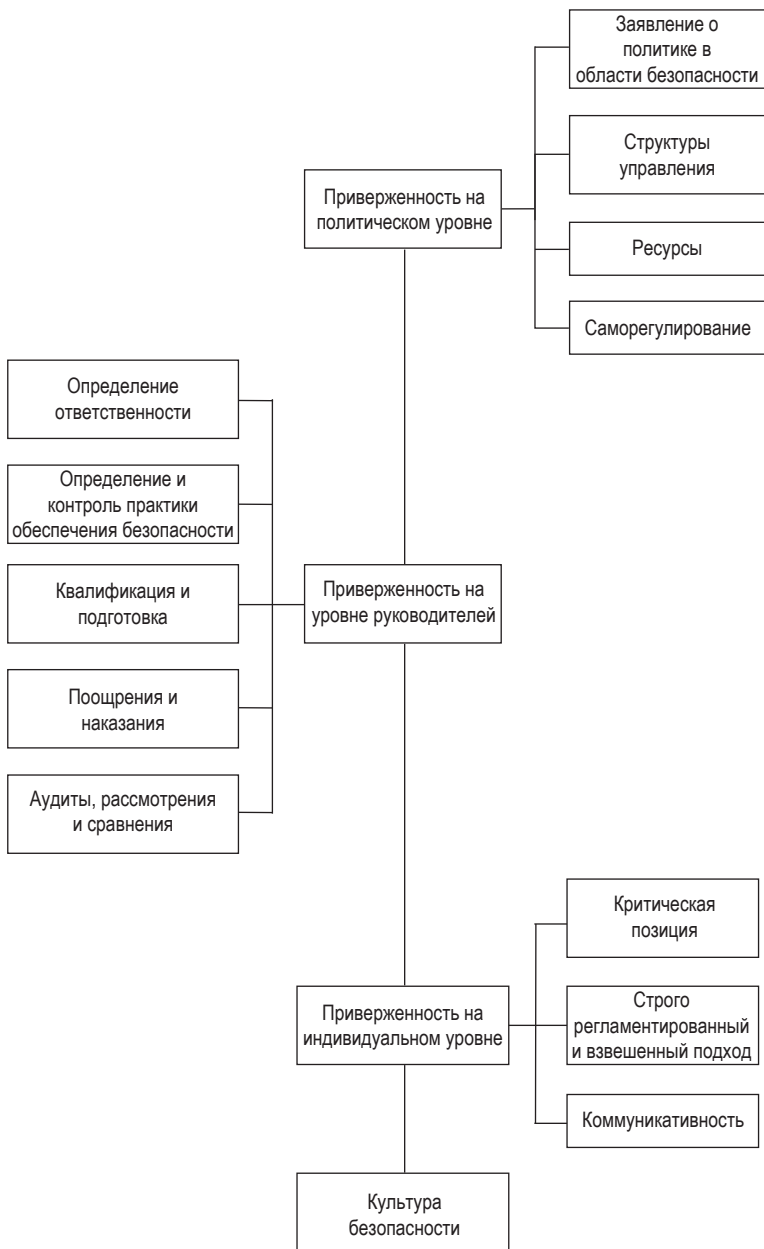 Заявление о
политике в
области безопасности
Структуры
управления
Приверженность на
политическом уровне
Ресурсы
Саморегулирование
Определение
ответственности
Определение и
контроль практики
обеспечения безопасности
Квалификация и
подготовка
Приверженность на
уровне руководителей
Поощрения и
наказания
Аудиты, рассмотрения
и сравнения
Критическая
позиция
Приверженность на
индивидуальном уровне
Строго
регламентированный
и взвешенный подход
Коммуникативность
Культура
безопасности